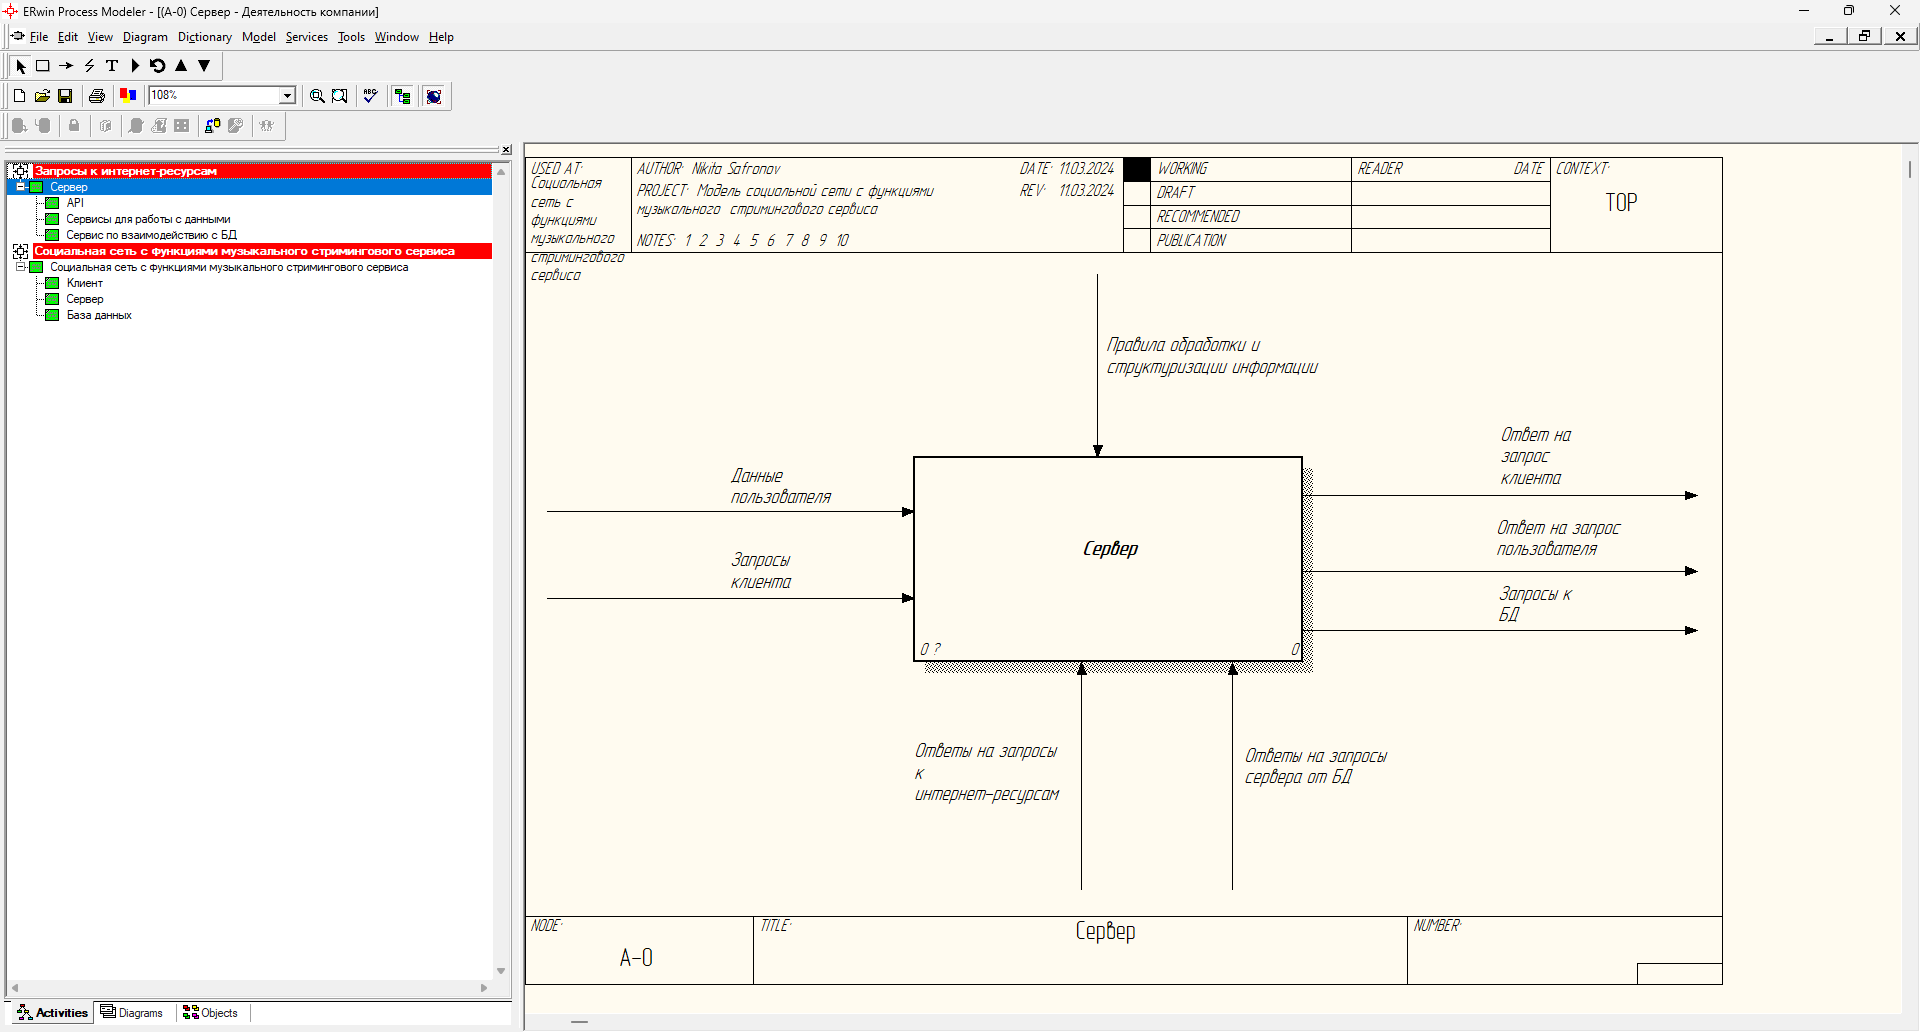 ERwin Process Modeler - [(A-0) Сервер - Деятельность компании]
File Edit View Diagram Dictionary Model Services Tools Window Help
108%
Запросы к интернет-ресурсам
Сервер
API
Сервисы для работы с данными
Сервис по взаимодействию с БД
Социальная сеть с функциями музыкального стримингового сервиса
Социальная сеть с функциями музыкального стримингового сервиса
Клиент
Сервер
База данных
Activities Diagrams Objects
USED AT:
Социальная
сеть с
функциями
музыкального
стримингового
сервиса
AUTHOR: Nikita Safronov
DATE: 11.03.2024
PROJECT: Модель социальной сети с функциями
музыкального стримингового сервиса
REV: 11.03.2024
NOTES: 1 2 3 4 5 6 7 8 9 10
WORKING
DRAFT
RECOMMENDED
PUBLICATION
READER DATE
CONTEXT:
TOP
Правила обработки и
структуризации информации
Данные
пользователя
Запросы
клиента
Сервер
0 ?
0
Ответ на
запрос
клиента
Ответ на запрос
пользователя
Запросы к
БД
Ответы на запросы
к
интернет-ресурсам
Ответы на запросы
сервера от БД
NODE:
A-0
TITLE:
Сервер
NUMBER: